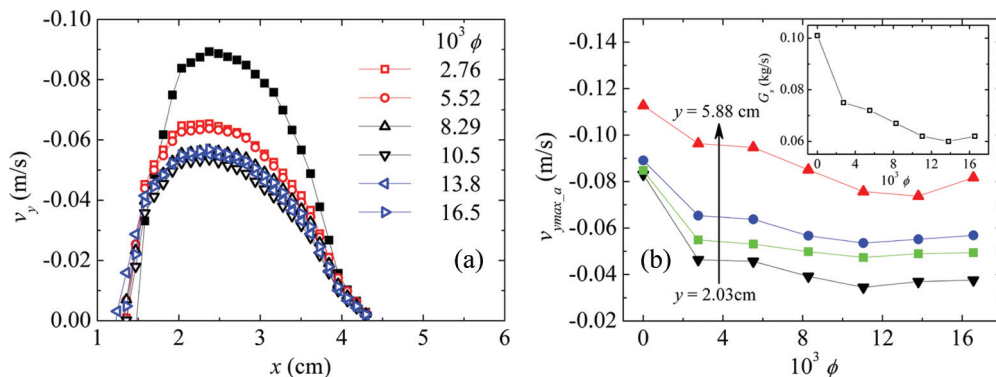 -0.10
-0.08
-0.06
-0.04
-0.02
0.00
v_y (m/s)
10^3 ϕ
2.76
5.52
8.29
10.5
13.8
16.5
(a)
1 2 3 4 5 6
x (cm)
-0.14
-0.12
-0.10
-0.08
-0.06
-0.04
-0.02
v_ymax_a (m/s)
y = 5.88 cm
y = 2.03cm
(b)
0 4 8 12 16
10^3 ϕ
0.10
0.08
0.06
G_s (kg/s)
0 4 8 12 16
10^3 ϕ